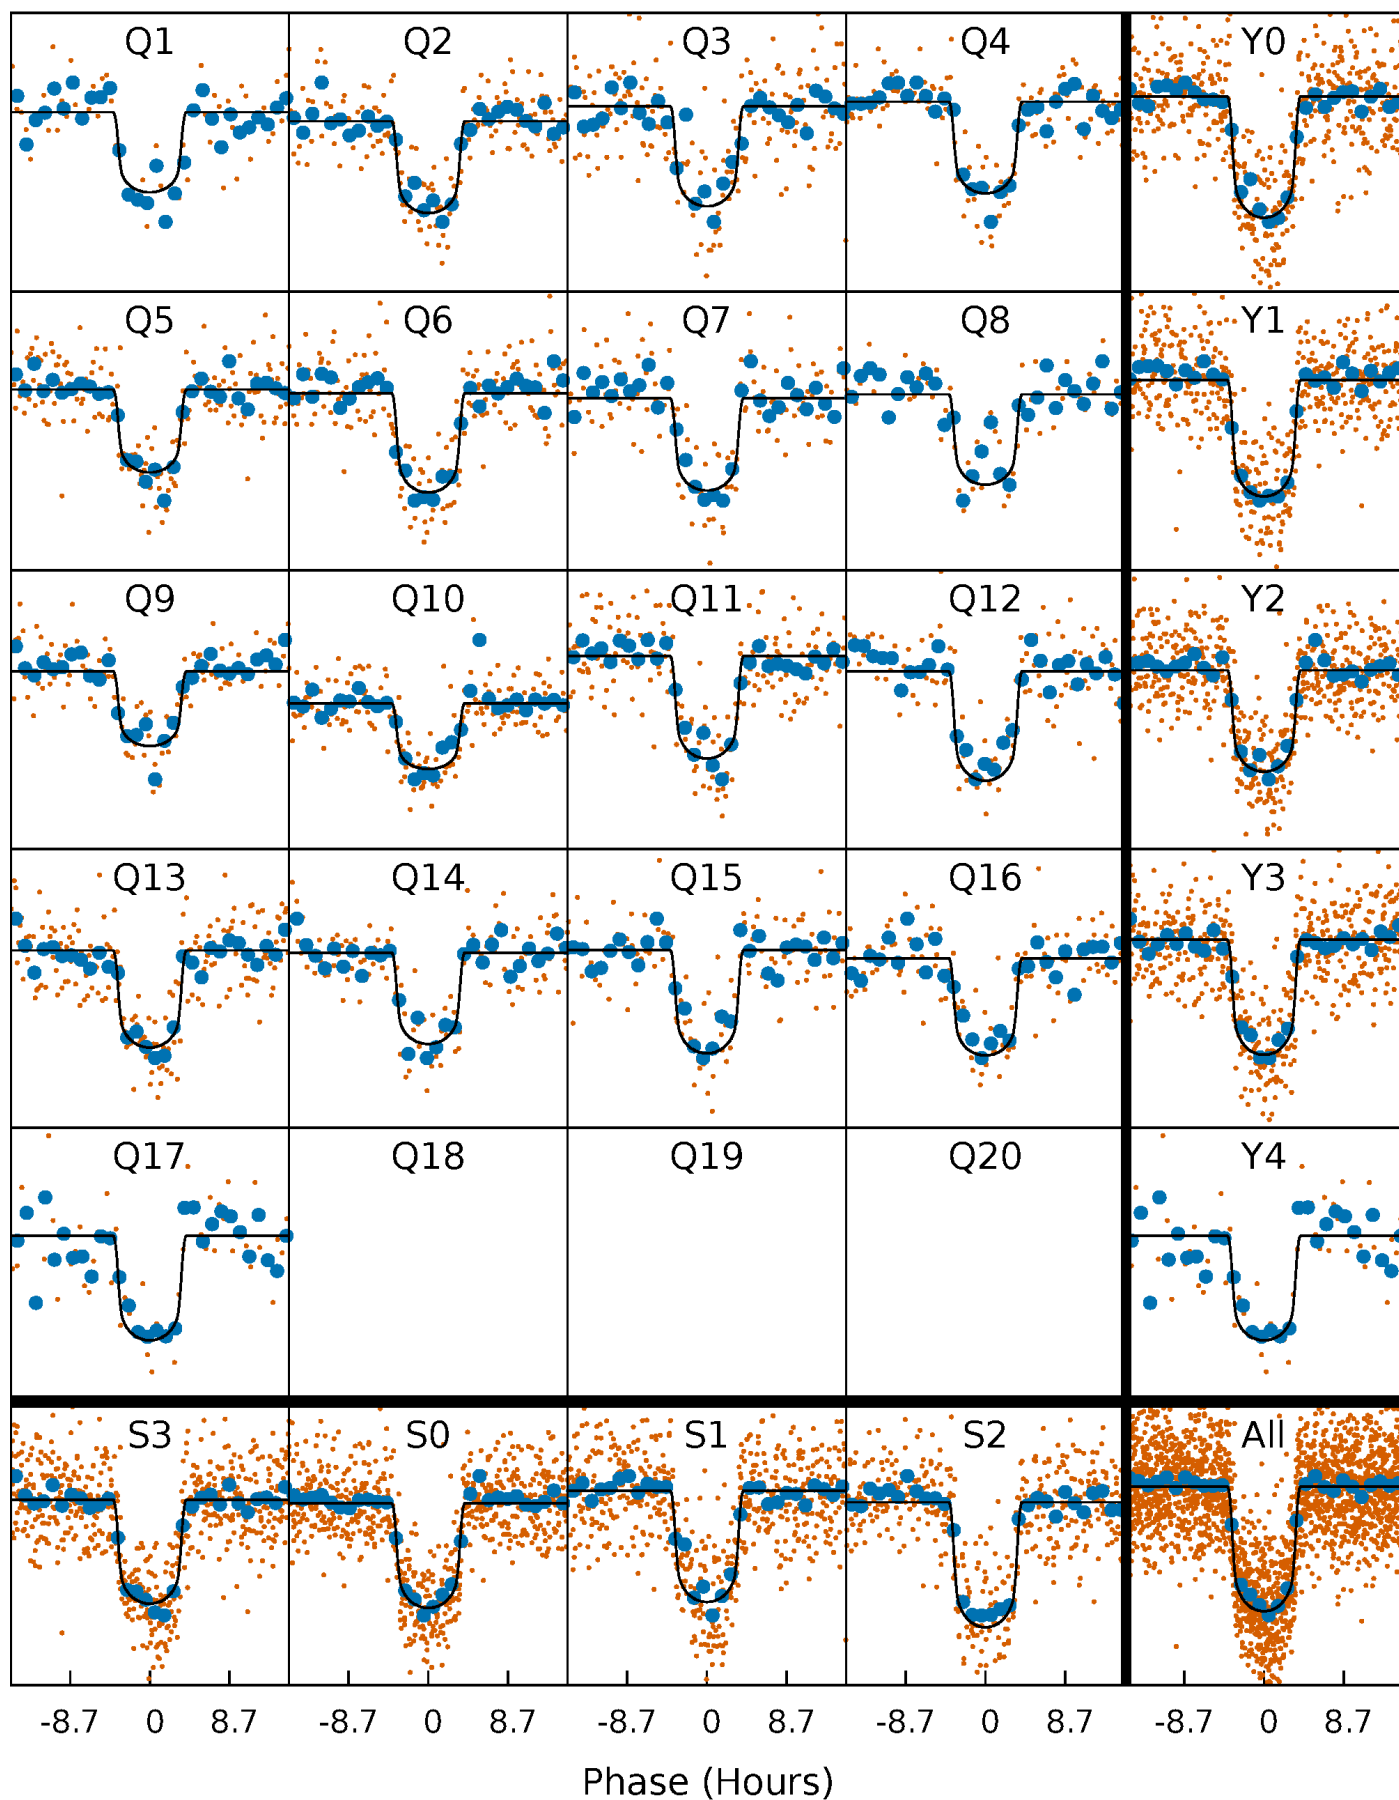 Q1 Q2 Q3 Q4 Y0
Q5 Q6 Q7 Q8 Y1
Q9 Q10 Q11 Q12 Y2
Q13 Q14 Q15 Q16 Y3
Q17 Q18 Q19 Q20 Y4
S3 S0 S1 S2 All
-8.7 0 8.7 -8.7 0 8.7 -8.7 0 8.7 -8.7 0 8.7 -8.7 0 8.7
Phase (Hours)